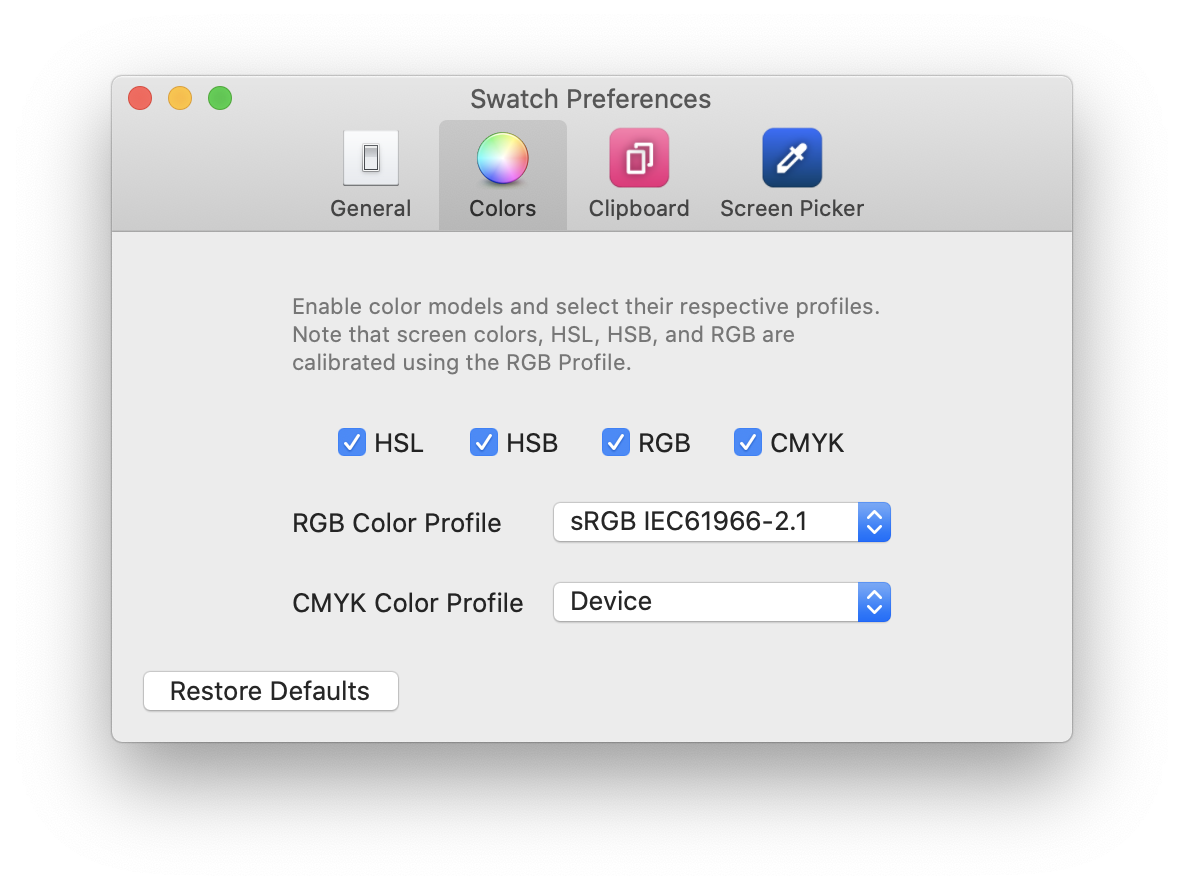 Swatch Preferences
General
Colors
Clipboard
Screen Picker
Enable color models and select their respective profiles.
Note that screen colors, HSL, HSB, and RGB are
calibrated using the RGB Profile.
HSL
HSB
RGB
CMYK
RGB Color Profile
sRGB IEC61966-2.1
CMYK Color Profile
Device
Restore Defaults